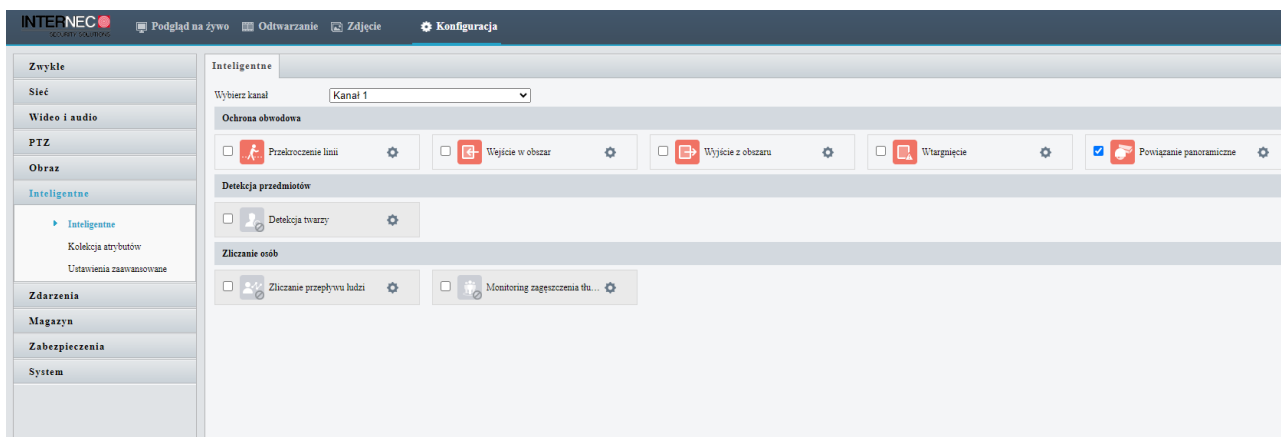 INTERNEC
SECURITY SOLUTIONS
Podgląd na żywo Odtwarzanie Zdjęcie Konfiguracja
Zwykłe
Sieć
Wideo i audio
PTZ
Obraz
Inteligentne
Inteligentne
Kolekcja atrybutów
Ustawienia zaawansowane
Zdarzenia
Magazyn
Zabezpieczenia
System
Inteligentne
Wybierz kanał Kanał 1
Ochrona obwodowa
Przekroczenie linii Wejście w obszar Wyjście z obszaru Wtargnięcie Powiązanie panoramiczne
Detekcja przedmiotów
Detekcja twarzy
Zliczanie osób
Zliczanie przepływu ludzi Monitoring zagęszczenia tłu...